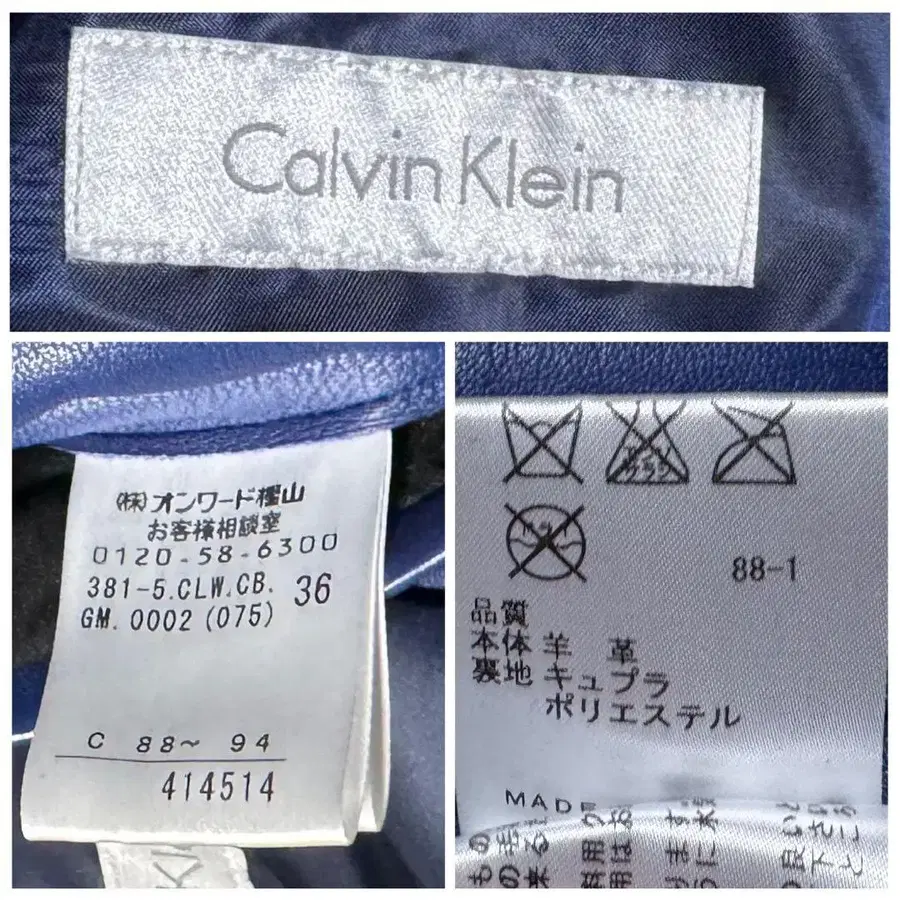 Calvin Klein
㈱オンワード樫山
お客様相談室
0120-58-6300
381-5.CLW.CB. 36
GM. 0002 (075)
C 88~ 94
414514
88-1
品質
本体 羊 革
裏地 キュプラ
ポリエステル
MADE